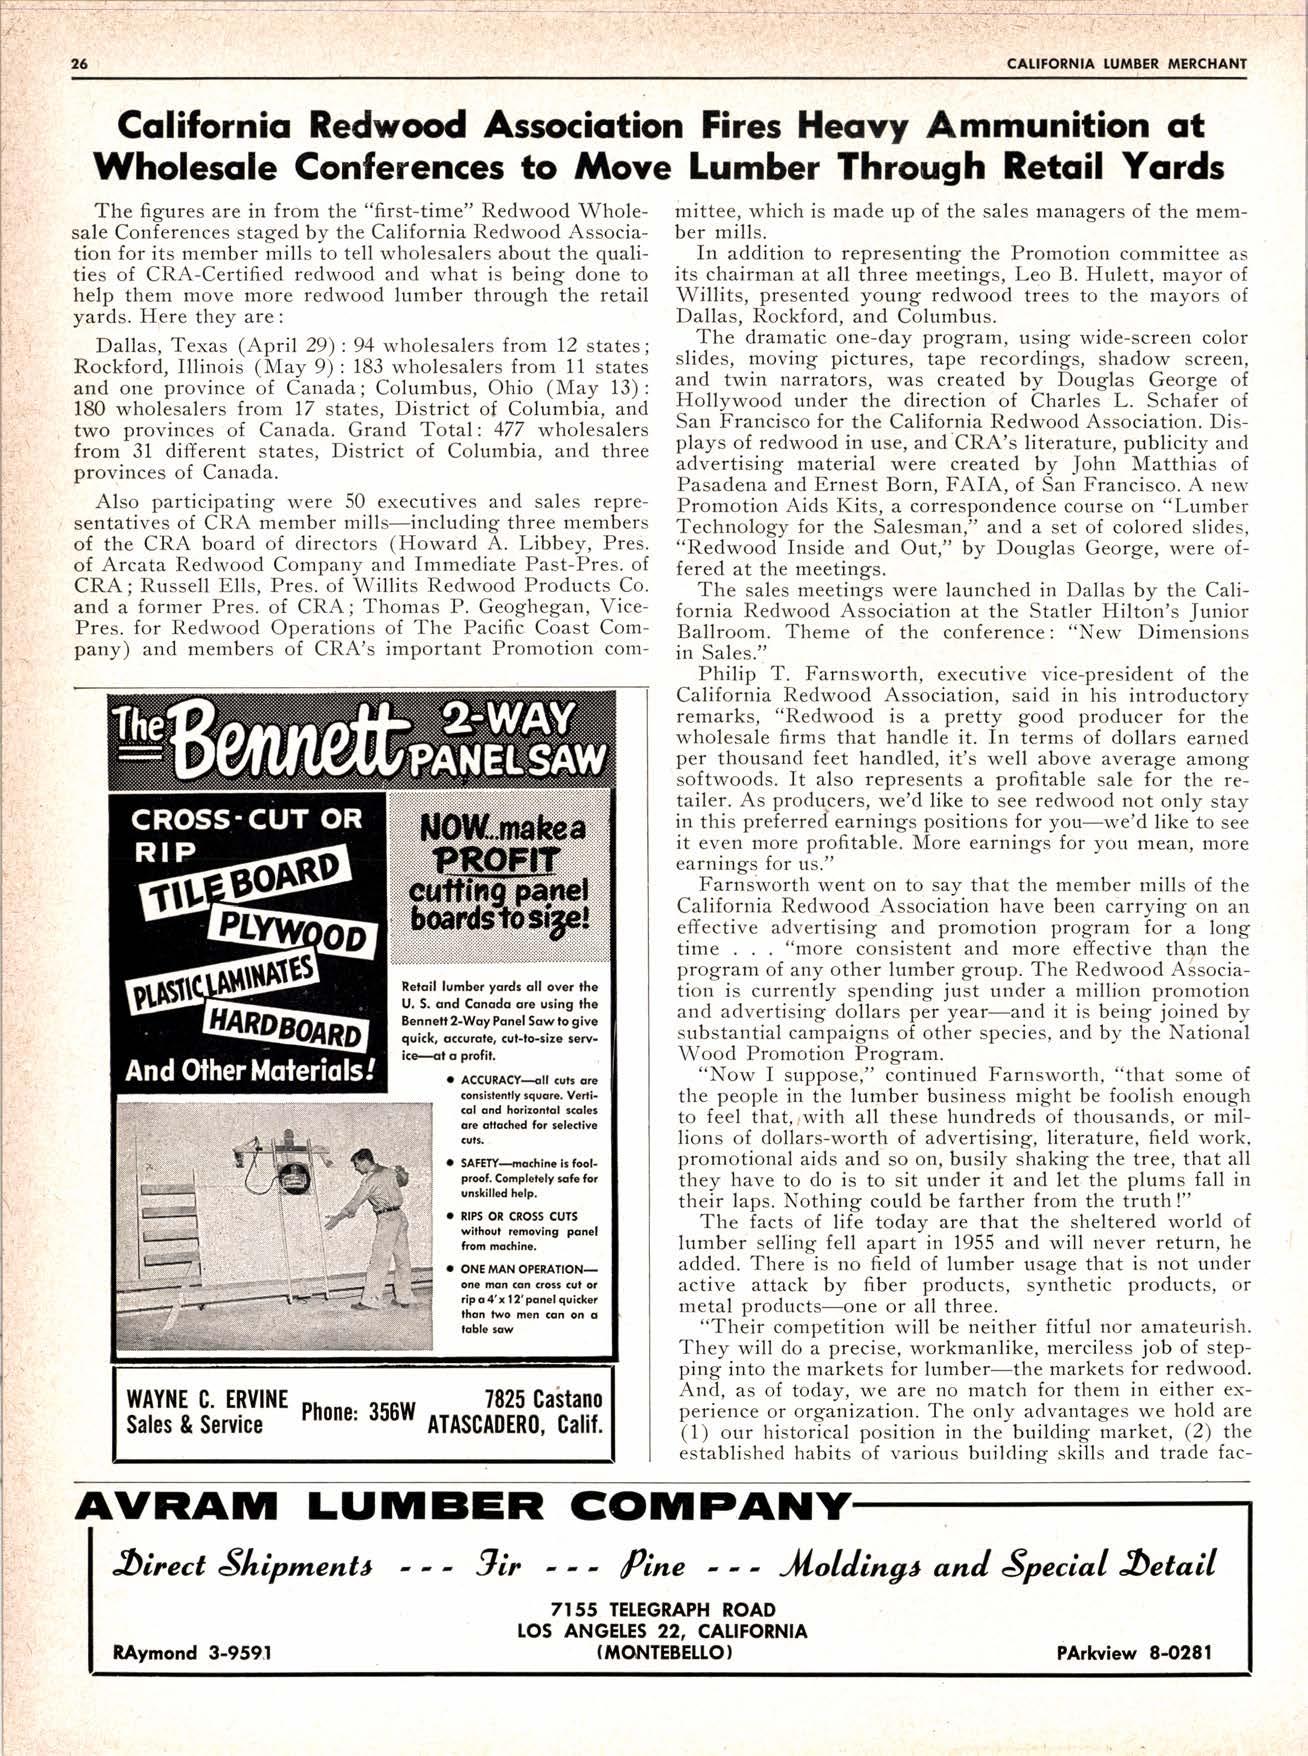 26
CALIFORNIA LUMBER MERCHANT
California Redwood Association Fires Heavy Ammunition at
Wholesale Conferences to Move Lumber Through Retail Yards
The figures are in from the "first-time" Redwood Whole-
sale Conferences staged by the California Redwood Associa-
tion for its member mills to tell wholesalers about the quali-
ties of CRA-Certified redwood and what is being done to
help them move more redwood lumber through the retail
yards. Here they are:
Dallas, Texas (April 29): 94 wholesalers from 12 states;
Rockford, Illinois (May 9): 183 wholesalers from 11 states
and one province of Canada; Columbus, Ohio (May 13):
180 wholesalers from 17 states, District of Columbia, and
two provinces of Canada. Grand Total: 477 wholesalers
from 31 different states, District of Columbia, and three
provinces of Canada.
Also participating were 50 executives and sales repre-
sentatives of CRA member mills—including three members
of the CRA board of directors (Howard A. Libbey, Pres.
of Arcata Redwood Company and Immediate Past-Pres. of
CRA; Russell Ells, Pres. of Willits Redwood Products Co.
and a former Pres. of CRA; Thomas P. Geoghegan, Vice-
Pres. for Redwood Operations of The Pacific Coast Com-
pany) and members of CRA's important Promotion com-
mittee, which is made up of the sales managers of the mem-
ber mills.
In addition to representing the Promotion committee as
its chairman at all three meetings, Leo B. Hulett, mayor of
Willits, presented young redwood trees to the mayors of
Dallas, Rockford, and Columbus.
The dramatic one-day program, using wide-screen color
slides, moving pictures, tape recordings, shadow screen,
and twin narrators, was created by Douglas George of
Hollywood under the direction of Charles L. Schafer of
San Francisco for the California Redwood Association. Dis-
plays of redwood in use, and CRA's literature, publicity and
advertising material were created by John Matthias of
Pasadena and Ernest Born, FAIA, of San Francisco. A new
Promotion Aids Kits, a correspondence course on "Lumber
Technology for the Salesman," and a set of colored slides,
"Redwood Inside and Out," by Douglas George, were of-
fered at the meetings.
The sales meetings were launched in Dallas by the Cali-
fornia Redwood Association at the Statler Hilton's Junior
Ballroom. Theme of the conference: "New Dimensions
in Sales."
Philip T. Farnsworth, executive vice-president of the
California Redwood Association, said in his introductory
remarks, "Redwood is a pretty good producer for the
wholesale firms that handle it. In terms of dollars earned
per thousand feet handled, it's well above average among
softwoods. It also represents a profitable sale for the re-
tailer. As producers, we'd like to see redwood not only stay
in this preferred earnings positions for you—we'd like to see
it even more profitable. More earnings for you mean, more
earnings for us."
Farnsworth went on to say that the member mills of the
California Redwood Association have been carrying on an
effective advertising and promotion program for a long
time . . . "more consistent and more effective than the
program of any other lumber group. The Redwood Associa-
tion is currently spending just under a million promotion
and advertising dollars per year—and it is being joined by
substantial campaigns of other species, and by the National
Wood Promotion Program.
"Now I suppose," continued Farnsworth, "that some of
the people in the lumber business might be foolish enough
to feel that, with all these hundreds of thousands, or mil-
lions of dollars-worth of advertising, literature, field work,
promotional aids and so on, busily shaking the tree, that all
they have to do is to sit under it and let the plums fall in
their laps. Nothing could be farther from the truth!"
The facts of life today are that the sheltered world of
lumber selling fell apart in 1955 and will never return, he
added. There is no field of lumber usage that is not under
active attack by fiber products, synthetic products, or
metal products—one or all three.
"Their competition will be neither fitful nor amateurish.
They will do a precise, workmanlike, merciless job of step-
ping into the markets for lumber—the markets for redwood.
And, as of today, we are no match for them in either ex-
perience or organization. The only advantages we hold are
(1) our historical position in the building market, (2) the
established habits of various building skills and trade fac-
The Bennett 2-WAY
PANEL SAW
CROSS-CUT OR
RIP
TILE BOARD
PLYWOOD
PLASTIC LAMINATES
HARDBOARD
And Other Materials!
NOW...make a
PROFIT
cutting panel
boards to size!
Retail lumber yards all over the
U. S. and Canada are using the
Bennett 2-Way Panel Saw to give
quick, accurate, cut-to-size serv-
ice—at a profit.
• ACCURACY—all cuts are
consistently square. Verti-
cal and horizontal scales
are attached for selective
cuts.
• SAFETY—machine is fool-
proof. Completely safe for
unskilled help.
• RIPS OR CROSS CUTS
without removing panel
from machine.
• ONE MAN OPERATION—
one man can cross cut or
rip a 4'x 12' panel quicker
than two men can on a
table saw
WAYNE C. ERVINE
Sales & Service
Phone: 356W
7825 Castano
ATASCADERO, Calif.
AVRAM LUMBER COMPANY
Direct Shipments - - - Fir - - - Pine - - - Moldings and Special Detail
7155 TELEGRAPH ROAD
LOS ANGELES 22, CALIFORNIA
RAymond 3-9591
(MONTEBELLO)
PArkview 8-0281